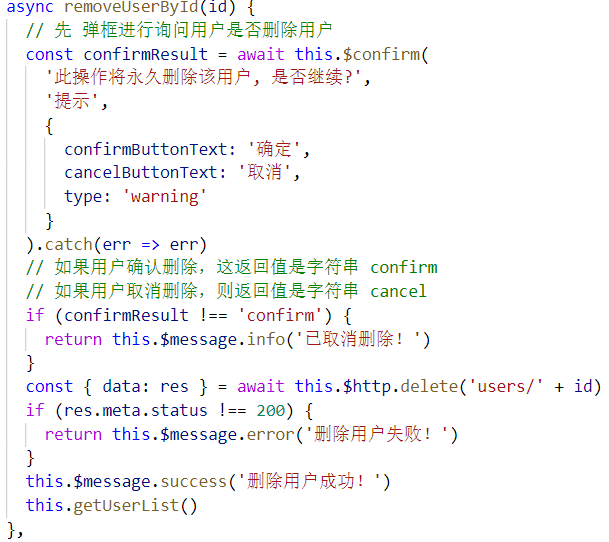 async removeUserById(id) {
  // 先 弹框进行询问用户是否删除用户
  const confirmResult = await this.$confirm(
    '此操作将永久删除该用户, 是否继续?',
    '提示',
    {
      confirmButtonText: '确定',
      cancelButtonText: '取消',
      type: 'warning'
    }
  ).catch(err => err)
  // 如果用户确认删除，这返回值是字符串 confirm
  // 如果用户取消删除，则返回值是字符串 cancel
  if (confirmResult !== 'confirm') {
    return this.$message.info('已取消删除！')
  }
  const { data: res } = await this.$http.delete('users/' + id)
  if (res.meta.status !== 200) {
    return this.$message.error('删除用户失败！')
  }
  this.$message.success('删除用户成功！')
  this.getUserList()
},